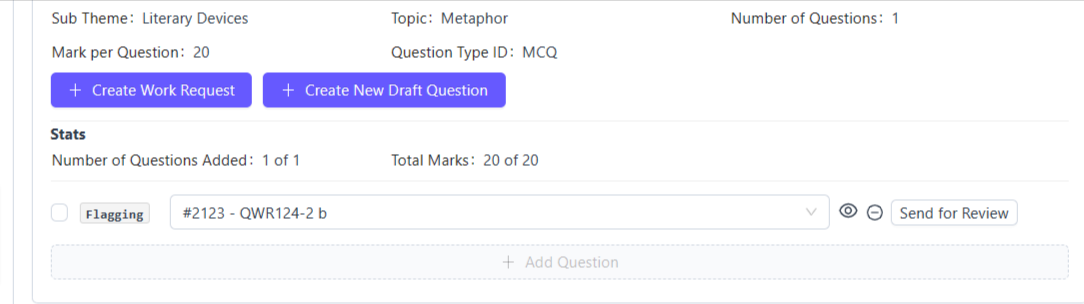 Sub Theme: Literary Devices Topic: Metaphor Number of Questions: 1
Mark per Question: 20 Question Type ID: MCQ
+ Create Work Request + Create New Draft Question
Stats
Number of Questions Added: 1 of 1 Total Marks: 20 of 20
Flagging #2123 - QWR124-2 b Send for Review
+ Add Question